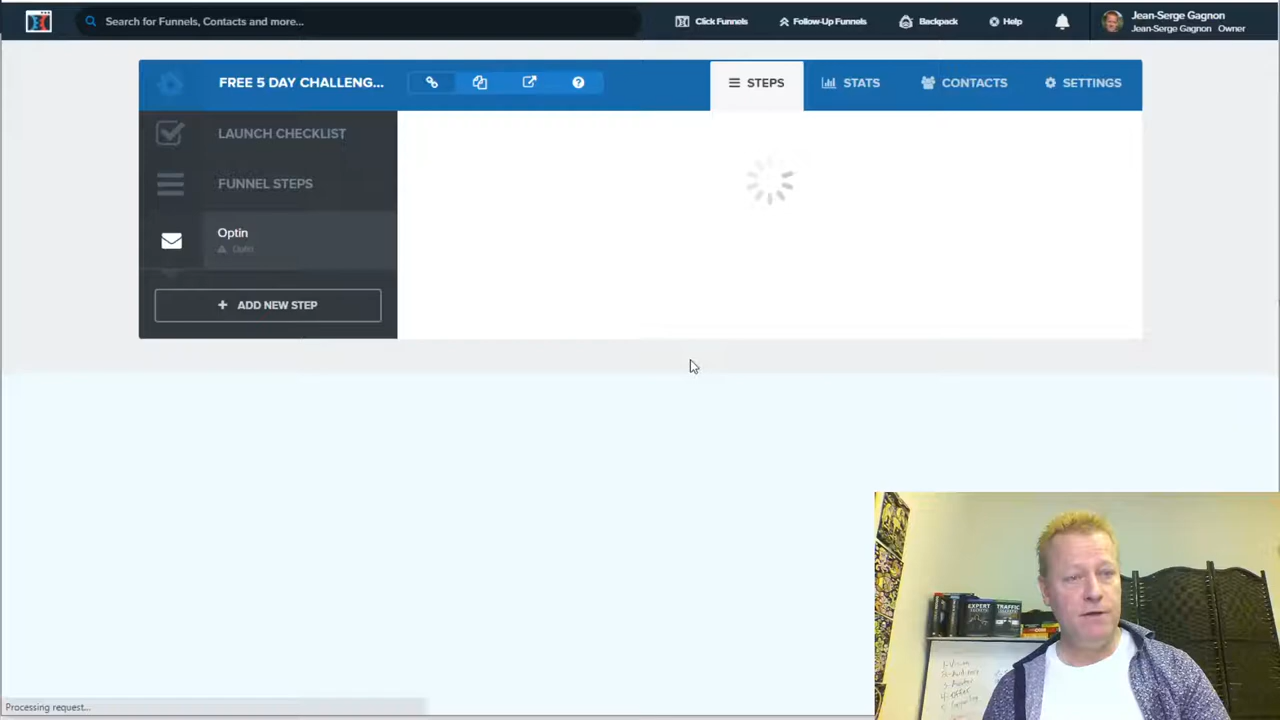 Search for Funnels, Contacts and more...
Click Funnels
Follow-Up Funnels
Backpack
Help
Jean-Serge Gagnon
Jean-Serge Gagnon Owner
FREE 5 DAY CHALLENG...
STEPS
STATS
CONTACTS
SETTINGS
LAUNCH CHECKLIST
FUNNEL STEPS
Optin
Optin
+ ADD NEW STEP
EXPERT
TRAFFIC
Processing request...